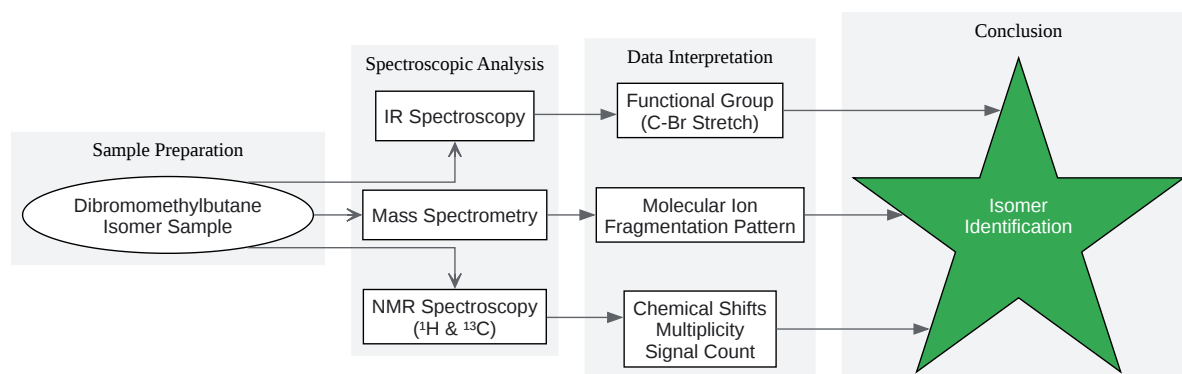 Sample Preparation
Dibromomethylbutane
Isomer Sample
Spectroscopic Analysis
IR Spectroscopy
Mass Spectrometry
NMR Spectroscopy
(¹H & ¹³C)
Data Interpretation
Functional Group
(C-Br Stretch)
Molecular Ion
Fragmentation Pattern
Chemical Shifts
Multiplicity
Signal Count
Conclusion
Isomer
Identification